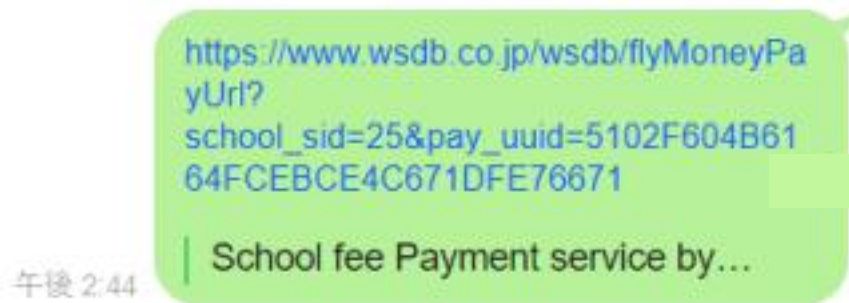 https://www.wsdb.co.jp/wsdb/flyMoneyPa
yUrl?
school_sid=25&pay_uuid=5102F604B61
64FCEBCE4C671DFE76671
School fee Payment service by...
午後 2:44